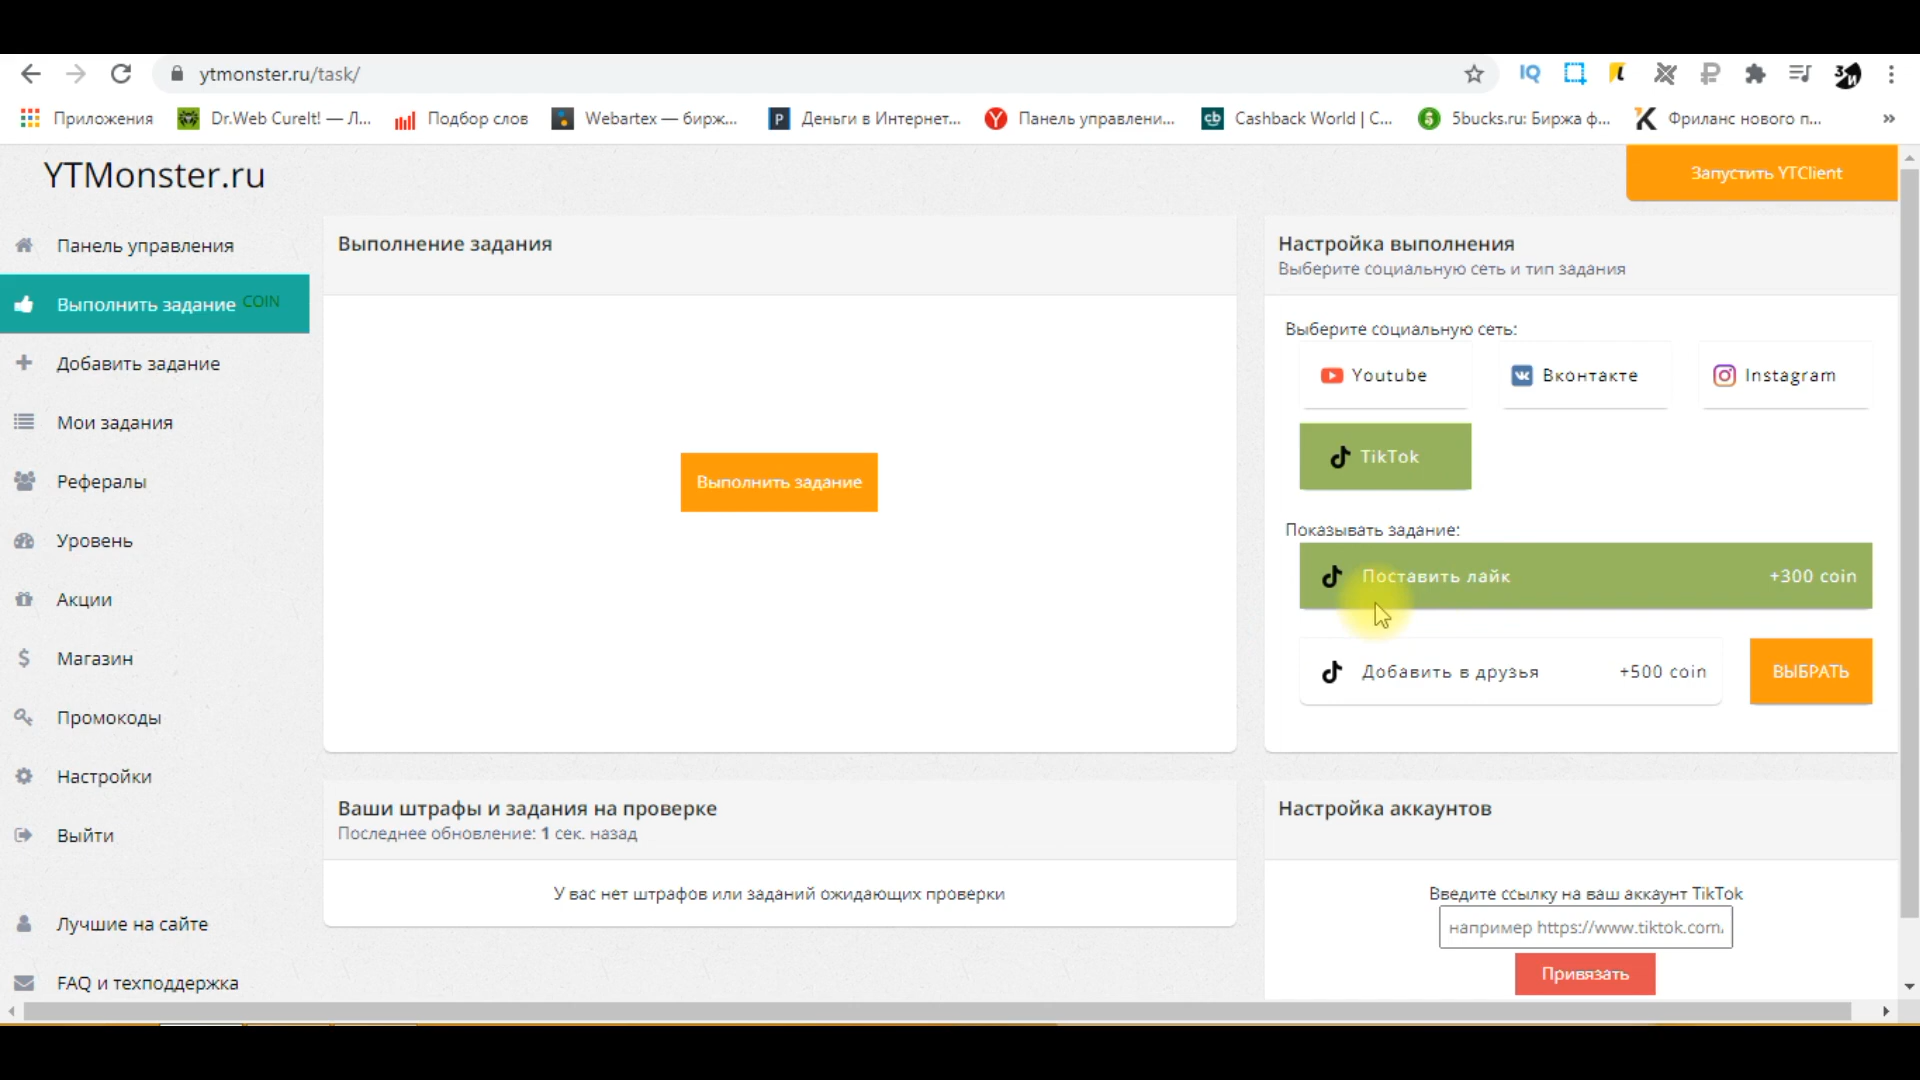 ytmonster.ru/task/
IQ
Приложения
Dr.Web CureIt! — Л...
Подбор слов
Webartex — бирж...
Деньги в Интернет...
Панель управлени...
Cashback World | C...
5bucks.ru: Биржа ф...
Фриланс нового п...
YTMonster.ru
Запустить YTClient
Панель управления
Выполнить задание COIN
Добавить задание
Мои задания
Рефералы
Уровень
Акции
Магазин
Промокоды
Настройки
Выйти
Лучшие на сайте
FAQ и техподдержка
Выполнение задания
Выполнить задание
Ваши штрафы и задания на проверке
Последнее обновление: 1 сек. назад
У вас нет штрафов или заданий ожидающих проверки
Настройка выполнения
Выберите социальную сеть и тип задания
Выберите социальную сеть:
Youtube
Вконтакте
Instagram
TikTok
Показывать задание:
Поставить лайк +300 coin
Добавить в друзья +500 coin
ВЫБРАТЬ
Настройка аккаунтов
Введите ссылку на ваш аккаунт TikTok
например https://www.tiktok.com
Привязать